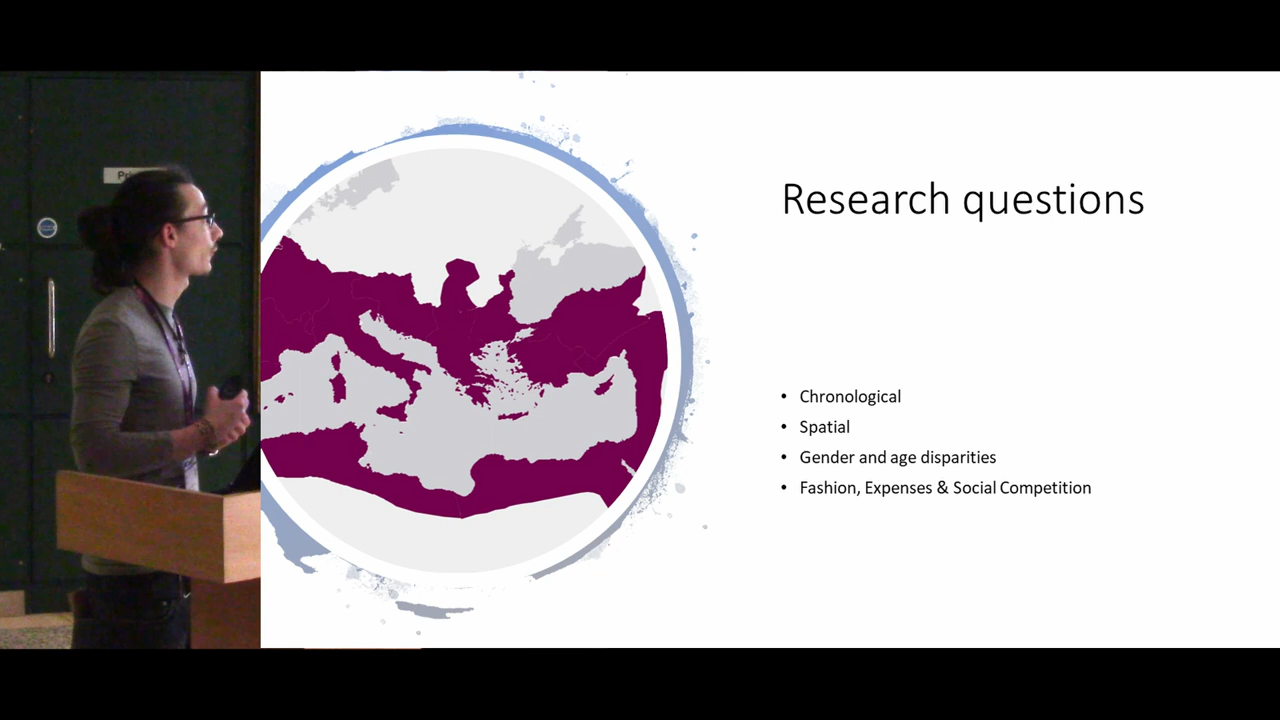 Research questions
• Chronological
• Spatial
• Gender and age disparities
• Fashion, Expenses & Social Competition